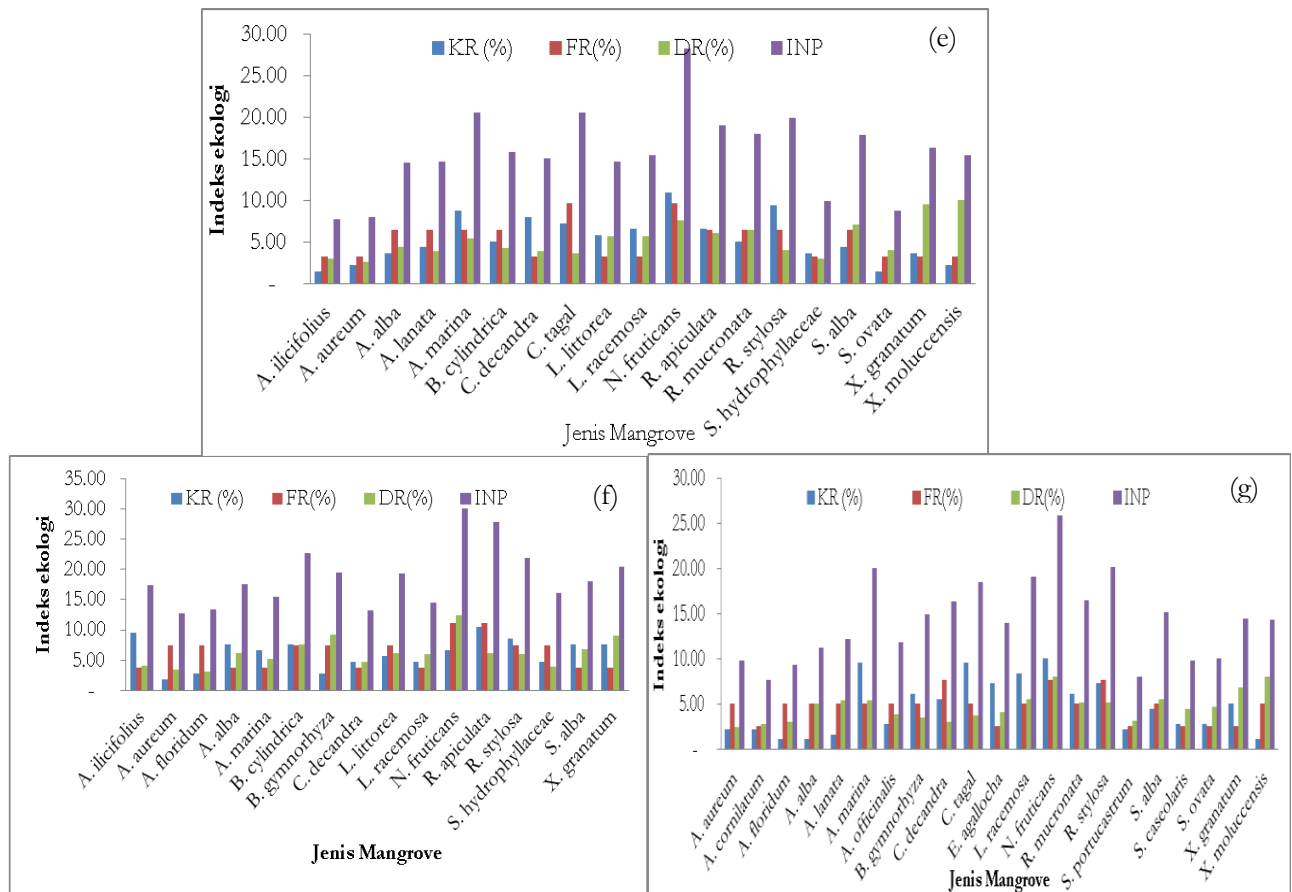 (e)
30.00
KR (%) FR(%) DR(%) INP
25.00
20.00
15.00
10.00
5.00
-
Indeks ekologi
A. ilicifolius
A. aureum
A. alba
A. lanata
A. marina
B. cylindrica
C. decandra
C. tagal
L. littorea
L. racemosa
N. fruticans
R. apiculata
R. mucronata
R. stylosa
S. hydrophyllaceae
S. alba
S. ovata
X. granatum
X. moluccensis
Jenis Mangrove
(f)
35.00
KR (%) FR(%) DR(%) INP
30.00
25.00
20.00
15.00
10.00
5.00
-
Indeks ekologi
A. ilicifolius
A. aureum
A. floridum
A. alba
A. marina
B. cylindrica
B. gymnorhyza
C. decandra
L. littorea
L. racemosa
N. fruticans
R. apiculata
R. stylosa
S. hydrophyllaceae
S. alba
X. granatum
Jenis Mangrove
(g)
30.00
KR (%) FR(%) DR(%) INP
25.00
20.00
15.00
10.00
5.00
-
Indeks ekologi
A. aureum
A. cornilatum
A. floridum
A. alba
A. lanata
A. marina
A. officinalis
B. gymnorhyza
C. decandra
C. tagal
E. agallocha
L. racemosa
N. fruticans
R. mucronata
R. stylosa
S. portucastrum
S. alba
S. caseolaris
S. ovata
X. granatum
X. moluccensis
Jenis Mangrove